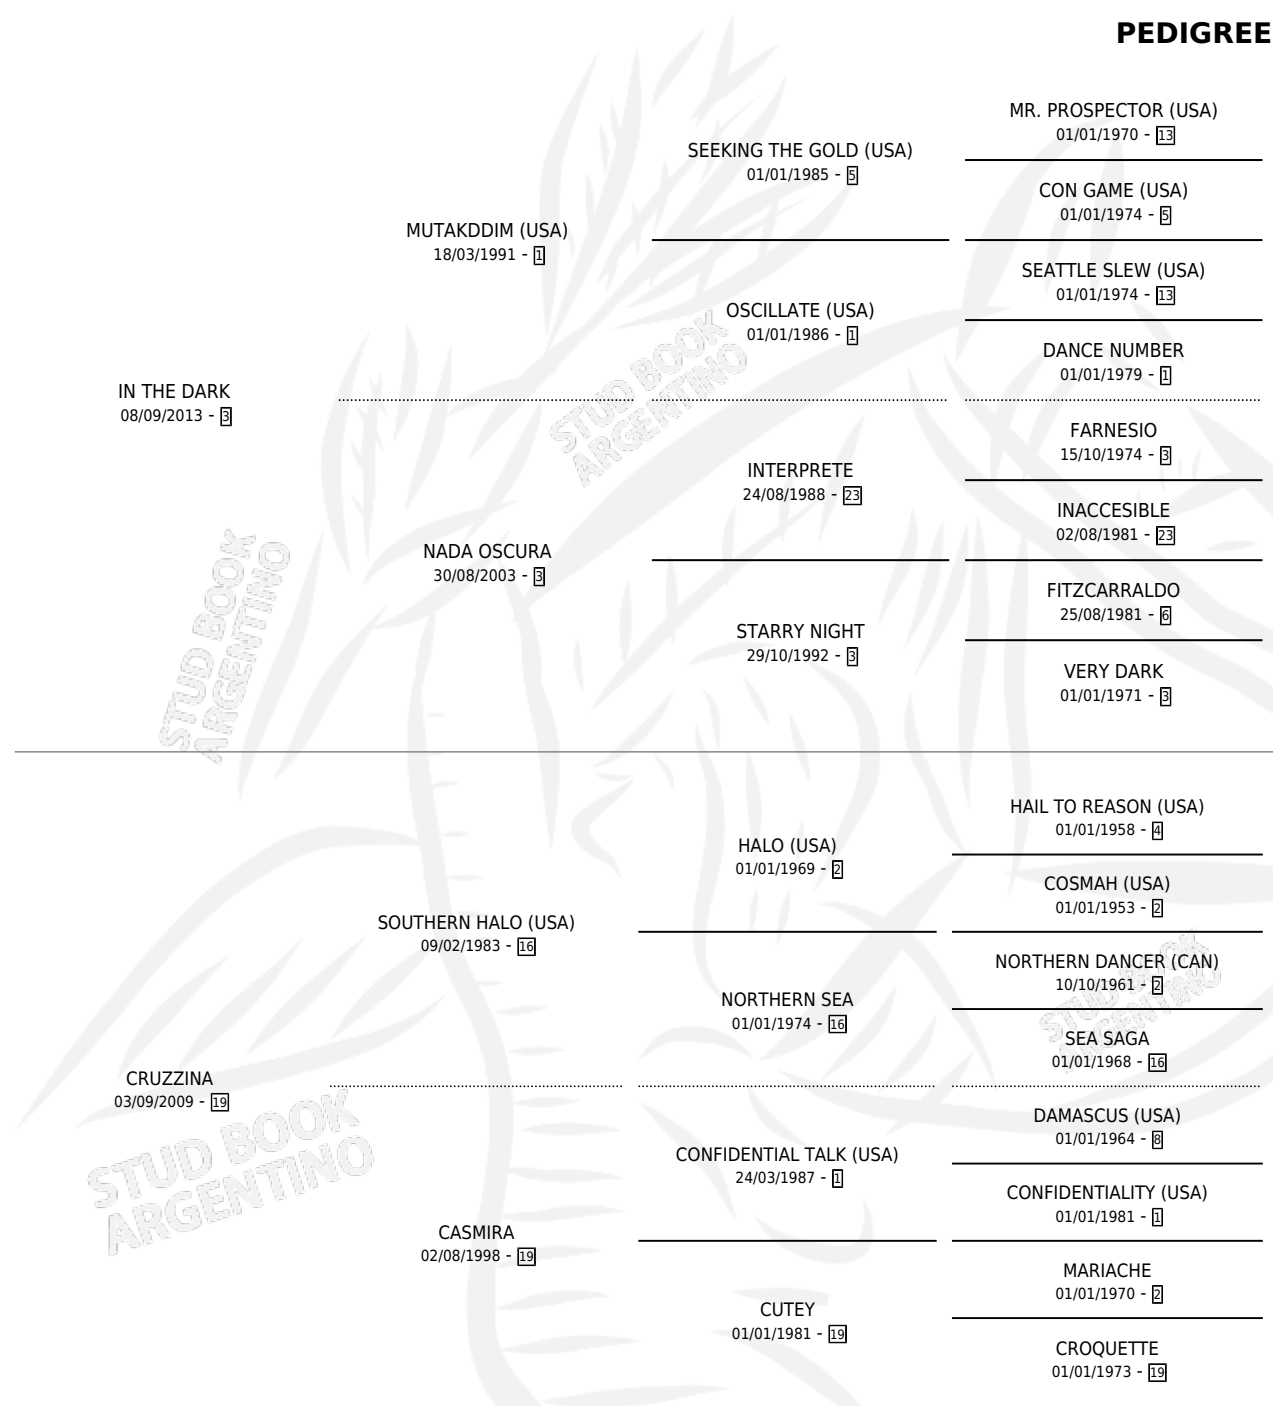 PEDIGREE
MR. PROSPECTOR (USA)
01/01/1970 - 13
SEEKING THE GOLD (USA)
01/01/1985 - 5
CON GAME (USA)
01/01/1974 - 5
MUTAKDDIM (USA)
18/03/1991 - 1
SEATTLE SLEW (USA)
01/01/1974 - 13
OSCILLATE (USA)
01/01/1986 - 1
DANCE NUMBER
01/01/1979 - 1
IN THE DARK
08/09/2013 - 3
FARNESIO
15/10/1974 - 3
INTERPRETE
24/08/1988 - 23
INACCESIBLE
02/08/1981 - 23
NADA OSCURA
30/08/2003 - 3
FITZCARRALDO
25/08/1981 - 6
STARRY NIGHT
29/10/1992 - 3
VERY DARK
01/01/1971 - 3
HAIL TO REASON (USA)
01/01/1958 - 4
HALO (USA)
01/01/1969 - 2
COSMAH (USA)
01/01/1953 - 2
SOUTHERN HALO (USA)
09/02/1983 - 16
NORTHERN DANCER (CAN)
10/10/1961 - 2
NORTHERN SEA
01/01/1974 - 16
SEA SAGA
01/01/1968 - 16
CRUZZINA
03/09/2009 - 19
DAMASCUS (USA)
01/01/1964 - 8
CONFIDENTIAL TALK (USA)
24/03/1987 - 1
CONFIDENTIALITY (USA)
01/01/1981 - 1
CASMIRA
02/08/1998 - 19
MARIACHE
01/01/1970 - 2
CUTEY
01/01/1981 - 19
CROQUETTE
01/01/1973 - 19
STUD BOOK
ARGENTINO
STUD BOOK
ARGENTINO
STUD BOOK
ARGENTINO
STUD BOOK
ARGENTINO